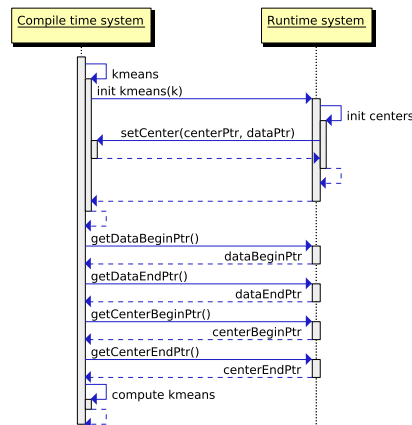 Compile time system
Runtime system
kmeans
init kmeans(k)
init centers
setCenter(centerPtr, dataPtr)
getDataBeginPtr()
dataBeginPtr
getDataEndPtr()
dataEndPtr
getCenterBeginPtr()
centerBeginPtr
getCenterEndPtr()
centerEndPtr
compute kmeans